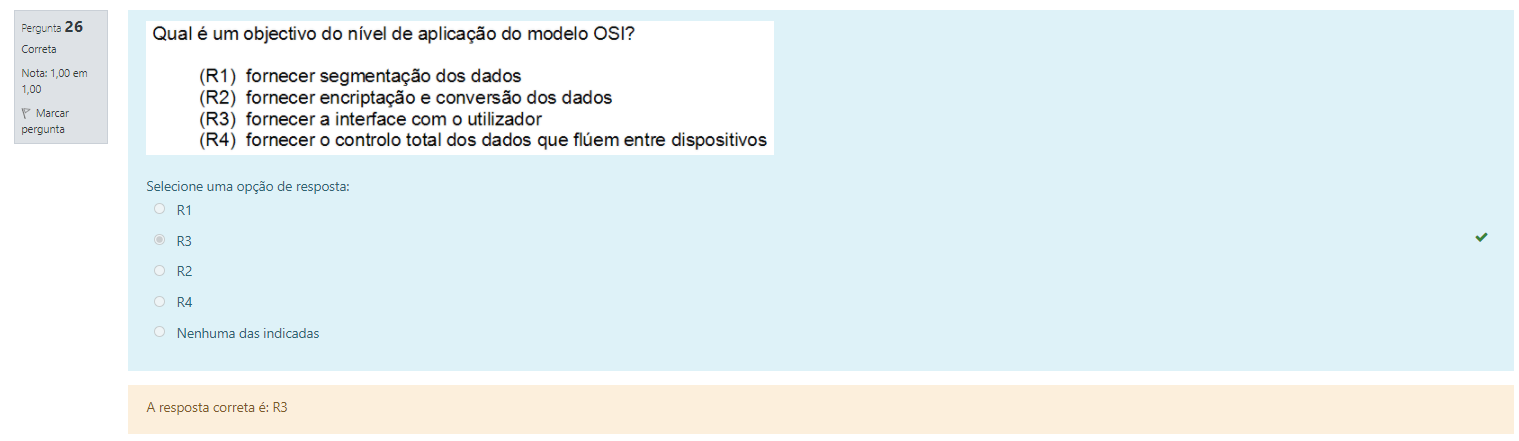 Pergunta 26
Correta
Nota: 1,00 em
1,00
Marcar
pergunta
Qual é um objectivo do nível de aplicação do modelo OSI?
(R1) fornecer segmentação dos dados
(R2) fornecer encriptação e conversão dos dados
(R3) fornecer a interface com o utilizador
(R4) fornecer o controlo total dos dados que flúem entre dispositivos
Selecione uma opção de resposta:
R1
R3
R2
R4
Nenhuma das indicadas
A resposta correta é: R3